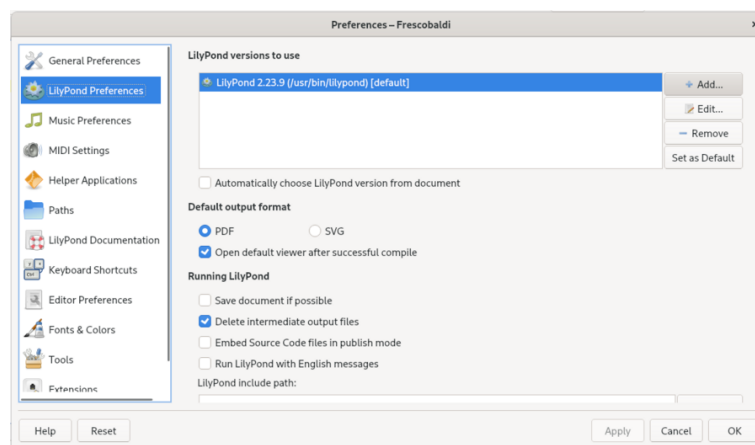 Preferences – Frescobaldi
General Preferences
LilyPond Preferences
Music Preferences
MIDI Settings
Helper Applications
Paths
LilyPond Documentation
Keyboard Shortcuts
Editor Preferences
Fonts & Colors
Tools
Extensions
LilyPond versions to use
LilyPond 2.23.9 (/usr/bin/lilypond) [default]
Add...
Edit...
Remove
Set as Default
Automatically choose LilyPond version from document
Default output format
PDF SVG
Open default viewer after successful compile
Running LilyPond
Save document if possible
Delete intermediate output files
Embed Source Code files in publish mode
Run LilyPond with English messages
LilyPond include path:
Help Reset Apply Cancel OK